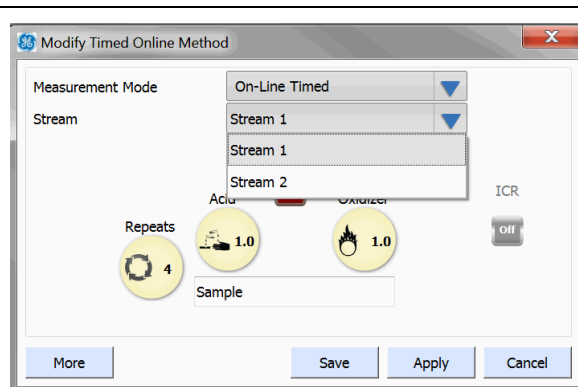 Modify Timed Online Method
Measurement Mode On-Line Timed
Stream Stream 1
Stream 1
Stream 2
Acid Oxidizer ICR
Repeats 1.0 1.0 Off
4
Sample
More Save Apply Cancel